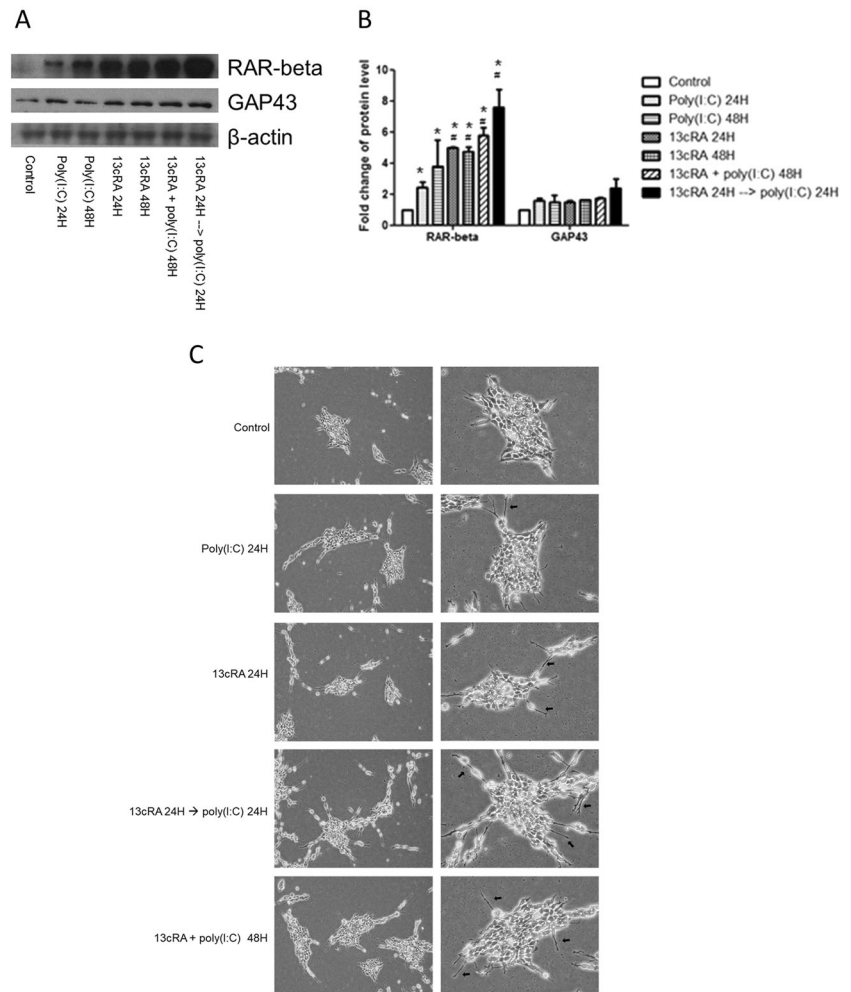 A
RAR-beta
GAP43
β-actin
Control
Poly(I:C) 24H
Poly(I:C) 48H
13cRA 24H
13cRA 48H
13cRA + poly(I:C) 48H
13cRA 24H --> poly(I:C) 24H
B
Fold change of protein level
10
8
6
4
2
0
*
*
*
#
*
#
*
#
*
#
RAR-beta
GAP43
Control
Poly(I:C) 24H
Poly(I:C) 48H
13cRA 24H
13cRA 48H
13cRA + poly(I:C) 48H
13cRA 24H --> poly(I:C) 24H
C
Control
Poly(I:C) 24H
13cRA 24H
13cRA 24H → poly(I:C) 24H
13cRA + poly(I:C) 48H